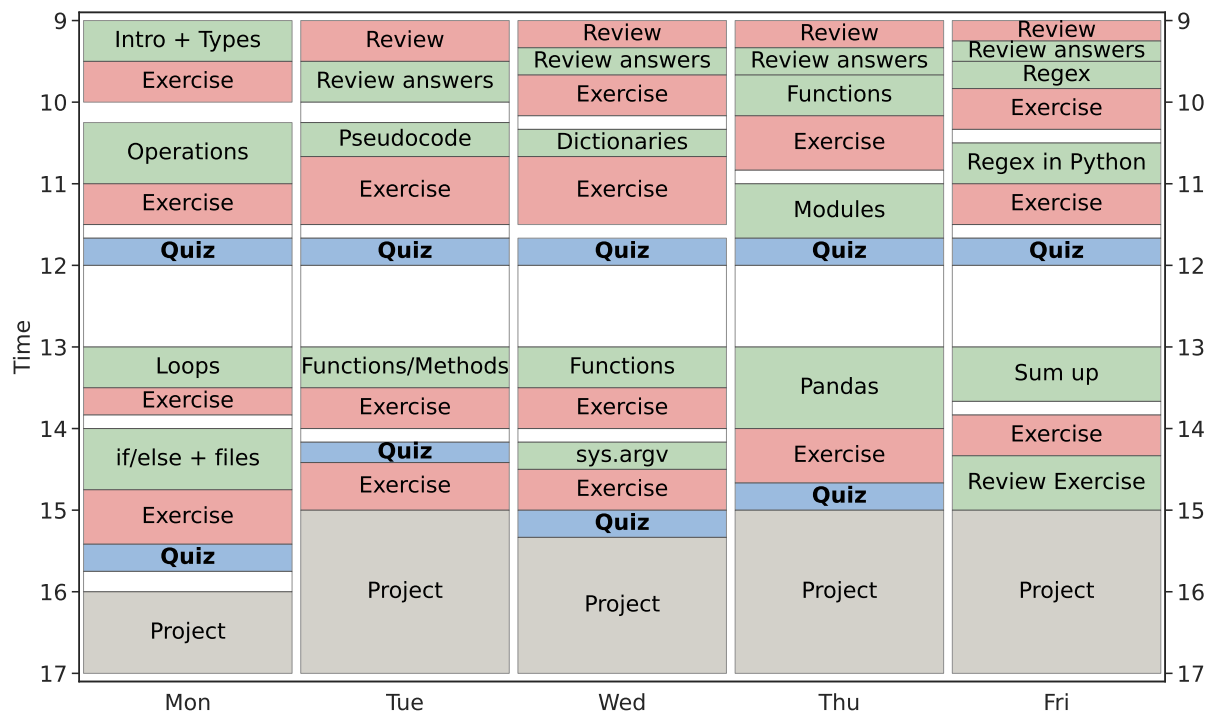 Time
9
10
11
12
13
14
15
16
17
Intro + Types
Exercise
Operations
Exercise
Quiz
Loops
Exercise
if/else + files
Exercise
Quiz
Project
Mon
Review
Review answers
Pseudocode
Exercise
Quiz
Functions/Methods
Exercise
Quiz
Exercise
Project
Tue
Review
Review answers
Exercise
Dictionaries
Exercise
Quiz
Functions
Exercise
sys.argv
Exercise
Quiz
Project
Wed
Review
Review answers
Functions
Exercise
Modules
Quiz
Pandas
Exercise
Quiz
Project
Thu
Review
Review answers
Regex
Exercise
Regex in Python
Exercise
Quiz
Sum up
Exercise
Review Exercise
Project
Fri
9
10
11
12
13
14
15
16
17